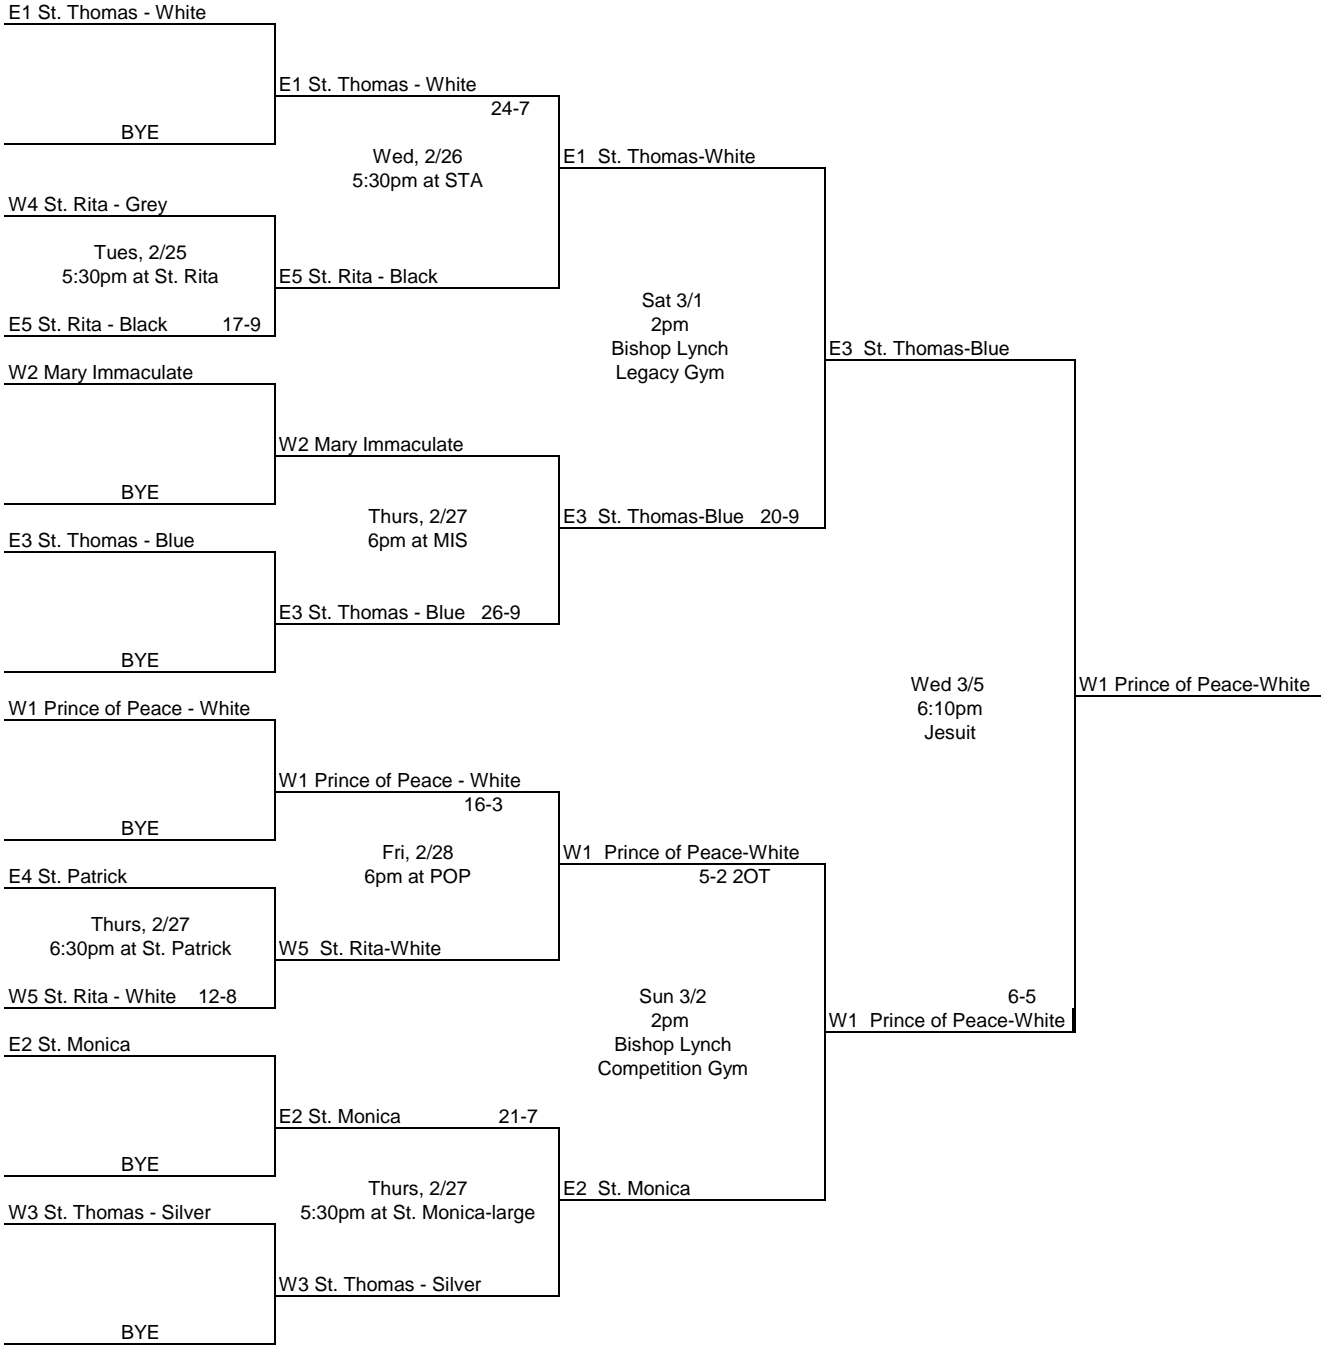 E1 St. Thomas - White
E1 St. Thomas - White
24-7
BYE
Wed, 2/26
5:30pm at STA
E1  St. Thomas-White
W4 St. Rita - Grey
Tues, 2/25
5:30pm at St. Rita
E5 St. Rita - Black
E5 St. Rita - Black 17-9
Sat 3/1
2pm
Bishop Lynch
Legacy Gym
E3  St. Thomas-Blue
W2 Mary Immaculate
W2 Mary Immaculate
BYE
Thurs, 2/27
6pm at MIS
E3  St. Thomas-Blue 20-9
E3 St. Thomas - Blue
E3 St. Thomas - Blue 26-9
BYE
Wed 3/5
6:10pm
Jesuit
W1 Prince of Peace-White
W1 Prince of Peace - White
W1 Prince of Peace - White
16-3
BYE
Fri, 2/28
6pm at POP
W1  Prince of Peace-White
5-2 2OT
E4 St. Patrick
Thurs, 2/27
6:30pm at St. Patrick
W5  St. Rita-White
W5 St. Rita - White 12-8
Sun 3/2
2pm
Bishop Lynch
Competition Gym
6-5
W1  Prince of Peace-White
E2 St. Monica
E2 St. Monica 21-7
BYE
Thurs, 2/27
5:30pm at St. Monica-large
E2  St. Monica
W3 St. Thomas - Silver
W3 St. Thomas - Silver
BYE